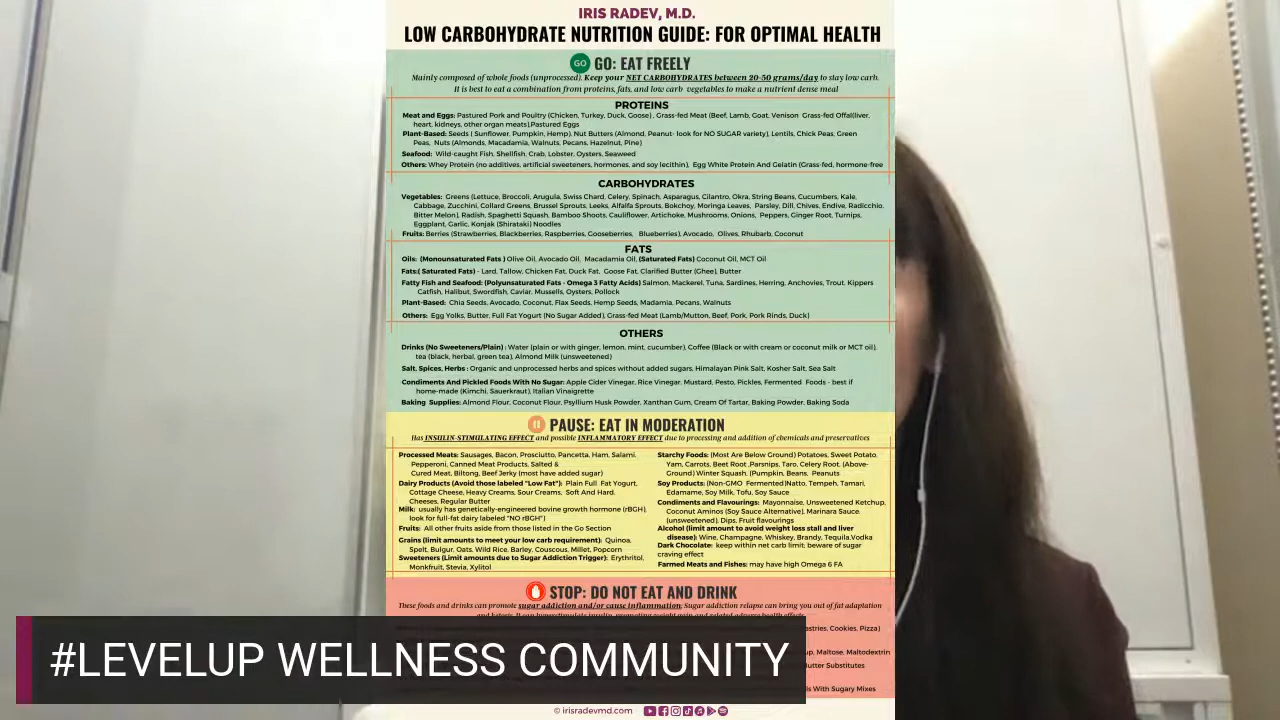 IRIS RADEV, M.D.
LOW CARBOHYDRATE NUTRITION GUIDE: FOR OPTIMAL HEALTH
GO GO: EAT FREELY
Mainly composed of whole foods (unprocessed). Keep your NET CARBOHYDRATES between 20-50 grams/day to stay low carb.
It is best to eat a combination from proteins, fats, and low carb vegetables to make a nutrient dense meal
PROTEINS
Meat and Eggs: Pastured Pork and Poultry (Chicken, Turkey, Duck, Goose) , Grass-fed Meat (Beef, Lamb, Goat, Venison Grass-fed Offal(liver,
heart, kidneys, other organ meats),Pastured Eggs
Plant-Based: Seeds ( Sunflower, Pumpkin, Hemp), Nut Butters (Almond, Peanut- look for NO SUGAR variety), Lentils, Chick Peas, Green
Peas, Nuts (Almonds, Macadamia, Walnuts, Pecans, Hazelnut, Pine)
Seafood: Wild-caught Fish, Shellfish, Crab, Lobster, Oysters, Seaweed
Others: Whey Protein (no additives, artificial sweeteners, hormones, and soy lecithin), Egg White Protein And Gelatin (Grass-fed, hormone-free
CARBOHYDRATES
Vegetables: Greens (Lettuce, Broccoli, Arugula, Swiss Chard, Celery, Spinach, Asparagus, Cilantro, Okra, String Beans, Cucumbers, Kale,
Cabbage, Zucchini, Collard Greens, Brussel Sprouts, Leeks, Alfalfa Sprouts, Bokchoy, Moringa Leaves, Parsley, Dill, Chives, Endive, Radicchio,
Bitter Melon), Radish, Spaghetti Squash, Bamboo Shoots, Cauliflower, Artichoke, Mushrooms, Onions, Peppers, Ginger Root, Turnips,
Eggplant, Garlic, Konjak (Shirataki) Noodles
Fruits: Berries (Strawberries, Blackberries, Raspberries, Gooseberries, Blueberries), Avocado, Olives, Rhubarb, Coconut
FATS
Oils: (Monounsaturated Fats ) Olive Oil, Avocado Oil, Macadamia Oil, (Saturated Fats) Coconut Oil, MCT Oil
Fats:( Saturated Fats) - Lard, Tallow, Chicken Fat, Duck Fat, Goose Fat, Clarified Butter (Ghee), Butter
Fatty Fish and Seafood: (Polyunsaturated Fats - Omega 3 Fatty Acids) Salmon, Mackerel, Tuna, Sardines, Herring, Anchovies, Trout, Kippers
Catfish, Halibut, Swordfish, Caviar, Mussells, Oysters, Pollock
Plant-Based: Chia Seeds, Avocado, Coconut, Flax Seeds, Hemp Seeds, Madamia, Pecans, Walnuts
Others: Egg Yolks, Butter, Full Fat Yogurt (No Sugar Added), Grass-fed Meat (Lamb/Mutton, Beef, Pork, Pork Rinds, Duck)
OTHERS
Drinks (No Sweeteners/Plain) : Water (plain or with ginger, lemon, mint, cucumber), Coffee (Black or with cream or coconut milk or MCT oil),
tea (black, herbal, green tea), Almond Milk (unsweetened)
Salt, Spices, Herbs : Organic and unprocessed herbs and spices without added sugars, Himalayan Pink Salt, Kosher Salt, Sea Salt
Condiments And Pickled Foods With No Sugar: Apple Cider Vinegar, Rice Vinegar, Mustard, Pesto, Pickles, Fermented Foods - best if
home-made (Kimchi, Sauerkraut), Italian Vinaigrette
Baking Supplies: Almond Flour, Coconut Flour, Psyllium Husk Powder, Xanthan Gum, Cream Of Tartar, Baking Powder, Baking Soda
PAUSE: EAT IN MODERATION
Has INSULIN-STIMULATING EFFECT and possible INFLAMMATORY EFFECT due to processing and addition of chemicals and preservatives
Processed Meats: Sausages, Bacon, Prosciutto, Pancetta, Ham, Salami,
Pepperoni, Canned Meat Products, Salted &
Cured Meat, Biltong, Beef Jerky (most have added sugar)
Dairy Products (Avoid those labeled "Low Fat"): Plain Full Fat Yogurt,
Cottage Cheese, Heavy Creams, Sour Creams, Soft And Hard.
Cheeses, Regular Butter
Milk: usually has genetically-engineered bovine growth hormone (rBGH),
look for full-fat dairy labeled "NO rBGH")
Fruits: All other fruits aside from those listed in the Go Section
Grains (limit amounts to meet your low carb requirement): Quinoa,
Spelt, Bulgur, Oats, Wild Rice, Barley, Couscous, Millet, Popcorn
Sweeteners (Limit amounts due to Sugar Addiction Trigger): Erythritol,
Monkfruit, Stevia, Xylitol
Starchy Foods: (Most Are Below Ground) Potatoes, Sweet Potato,
Yam, Carrots, Beet Root ,Parsnips, Taro, Celery Root, (Above-
Ground) Winter Squash, (Pumpkin, Beans, Peanuts
Soy Products: (Non-GMO Fermented)Natto, Tempeh, Tamari,
Edamame, Soy Milk, Tofu, Soy Sauce
Condiments and Flavourings: Mayonnaise, Unsweetened Ketchup,
Coconut Aminos (Soy Sauce Alternative), Marinara Sauce,
(unsweetened), Dips, Fruit flavourings
Alcohol (limit amount to avoid weight loss stall and liver
disease): Wine, Champagne, Whiskey, Brandy, Tequila,Vodka
Dark Chocolate: keep within net carb limit; beware of sugar
craving effect
Farmed Meats and Fishes: may have high Omega 6 FA
STOP: DO NOT EAT AND DRINK
These foods and drinks can promote sugar addiction and/or cause inflammation; Sugar addiction relapse can bring you out of fat adaptation
Cookies, Pizza)
Maltose, Maltodextrin
Substitutes
With Sugary Mixes
#LEVELUP WELLNESS COMMUNITY
© irisradevmd.com